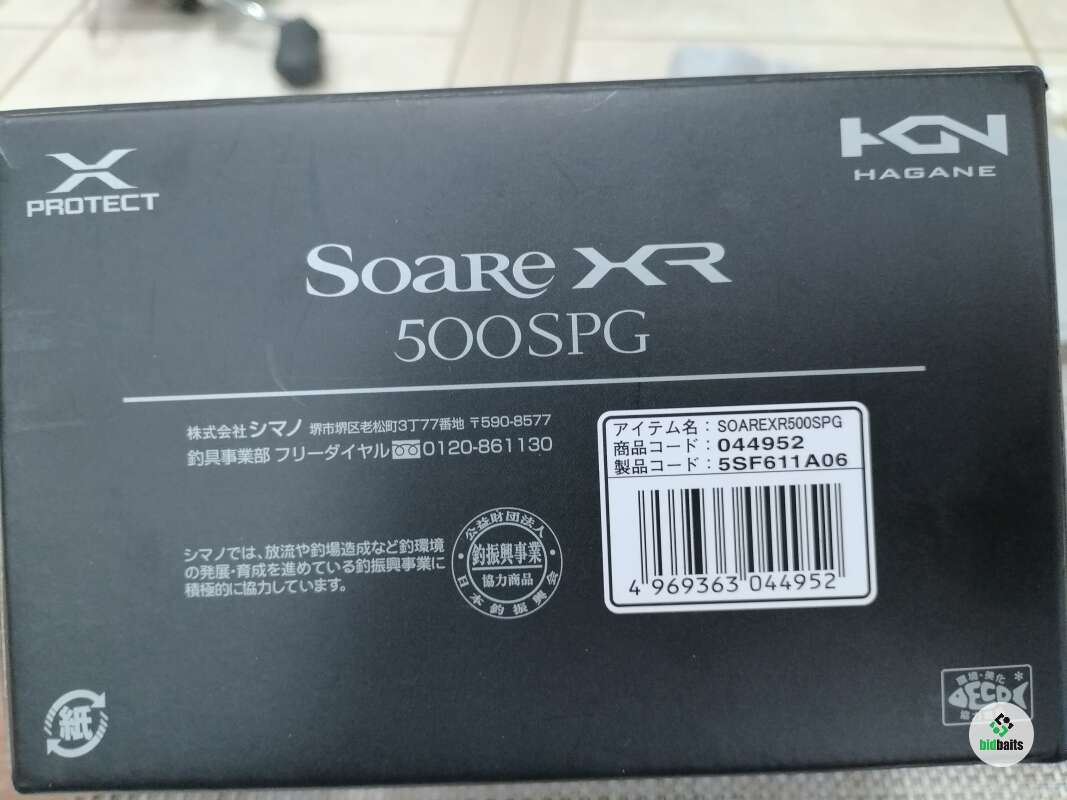 X
PROTECT
HGN
HAGANE
SOARE XR
500SPG
株式会社シマノ 堺市堺区老松町3丁77番地 〒590-8577
釣具事業部 フリーダイヤル 0120-861130
アイテム名：SOAREXR500SPG
商品コード：044952
製品コード：5SF611A06
4 969363 044952
シマノでは、放流や釣場造成など釣環境
の発展・育成を進めている釣振興事業に
積極的に協力しています。
公益財団法人
釣振興事業
協力商品
日本釣振興会
紙
環境・美化
ECO
bidbaits